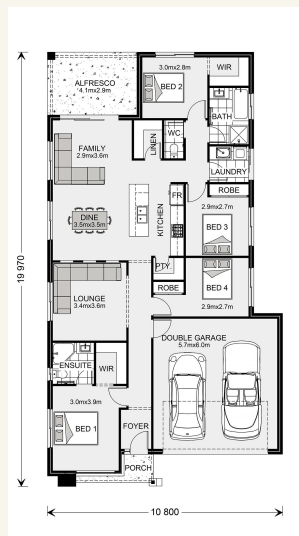 ALFRESCO
4.1mx2.9m
3.0mx2.8m
BED 2
WIR
BATH
WC
LINEN
FAMILY
2.9mx3.6m
LAUNDRY
ROBE
FR
KITCHEN
DINE
3.5mx3.5m
2.9mx2.7m
BED 3
PTY
ROBE
BED 4
2.9mx2.7m
LOUNGE
3.4mx3.6m
DOUBLE GARAGE
5.7mx6.0m
ENSUITE
WIR
3.0mx3.9m
BED 1
FOYER
PORCH
19 970
10 800